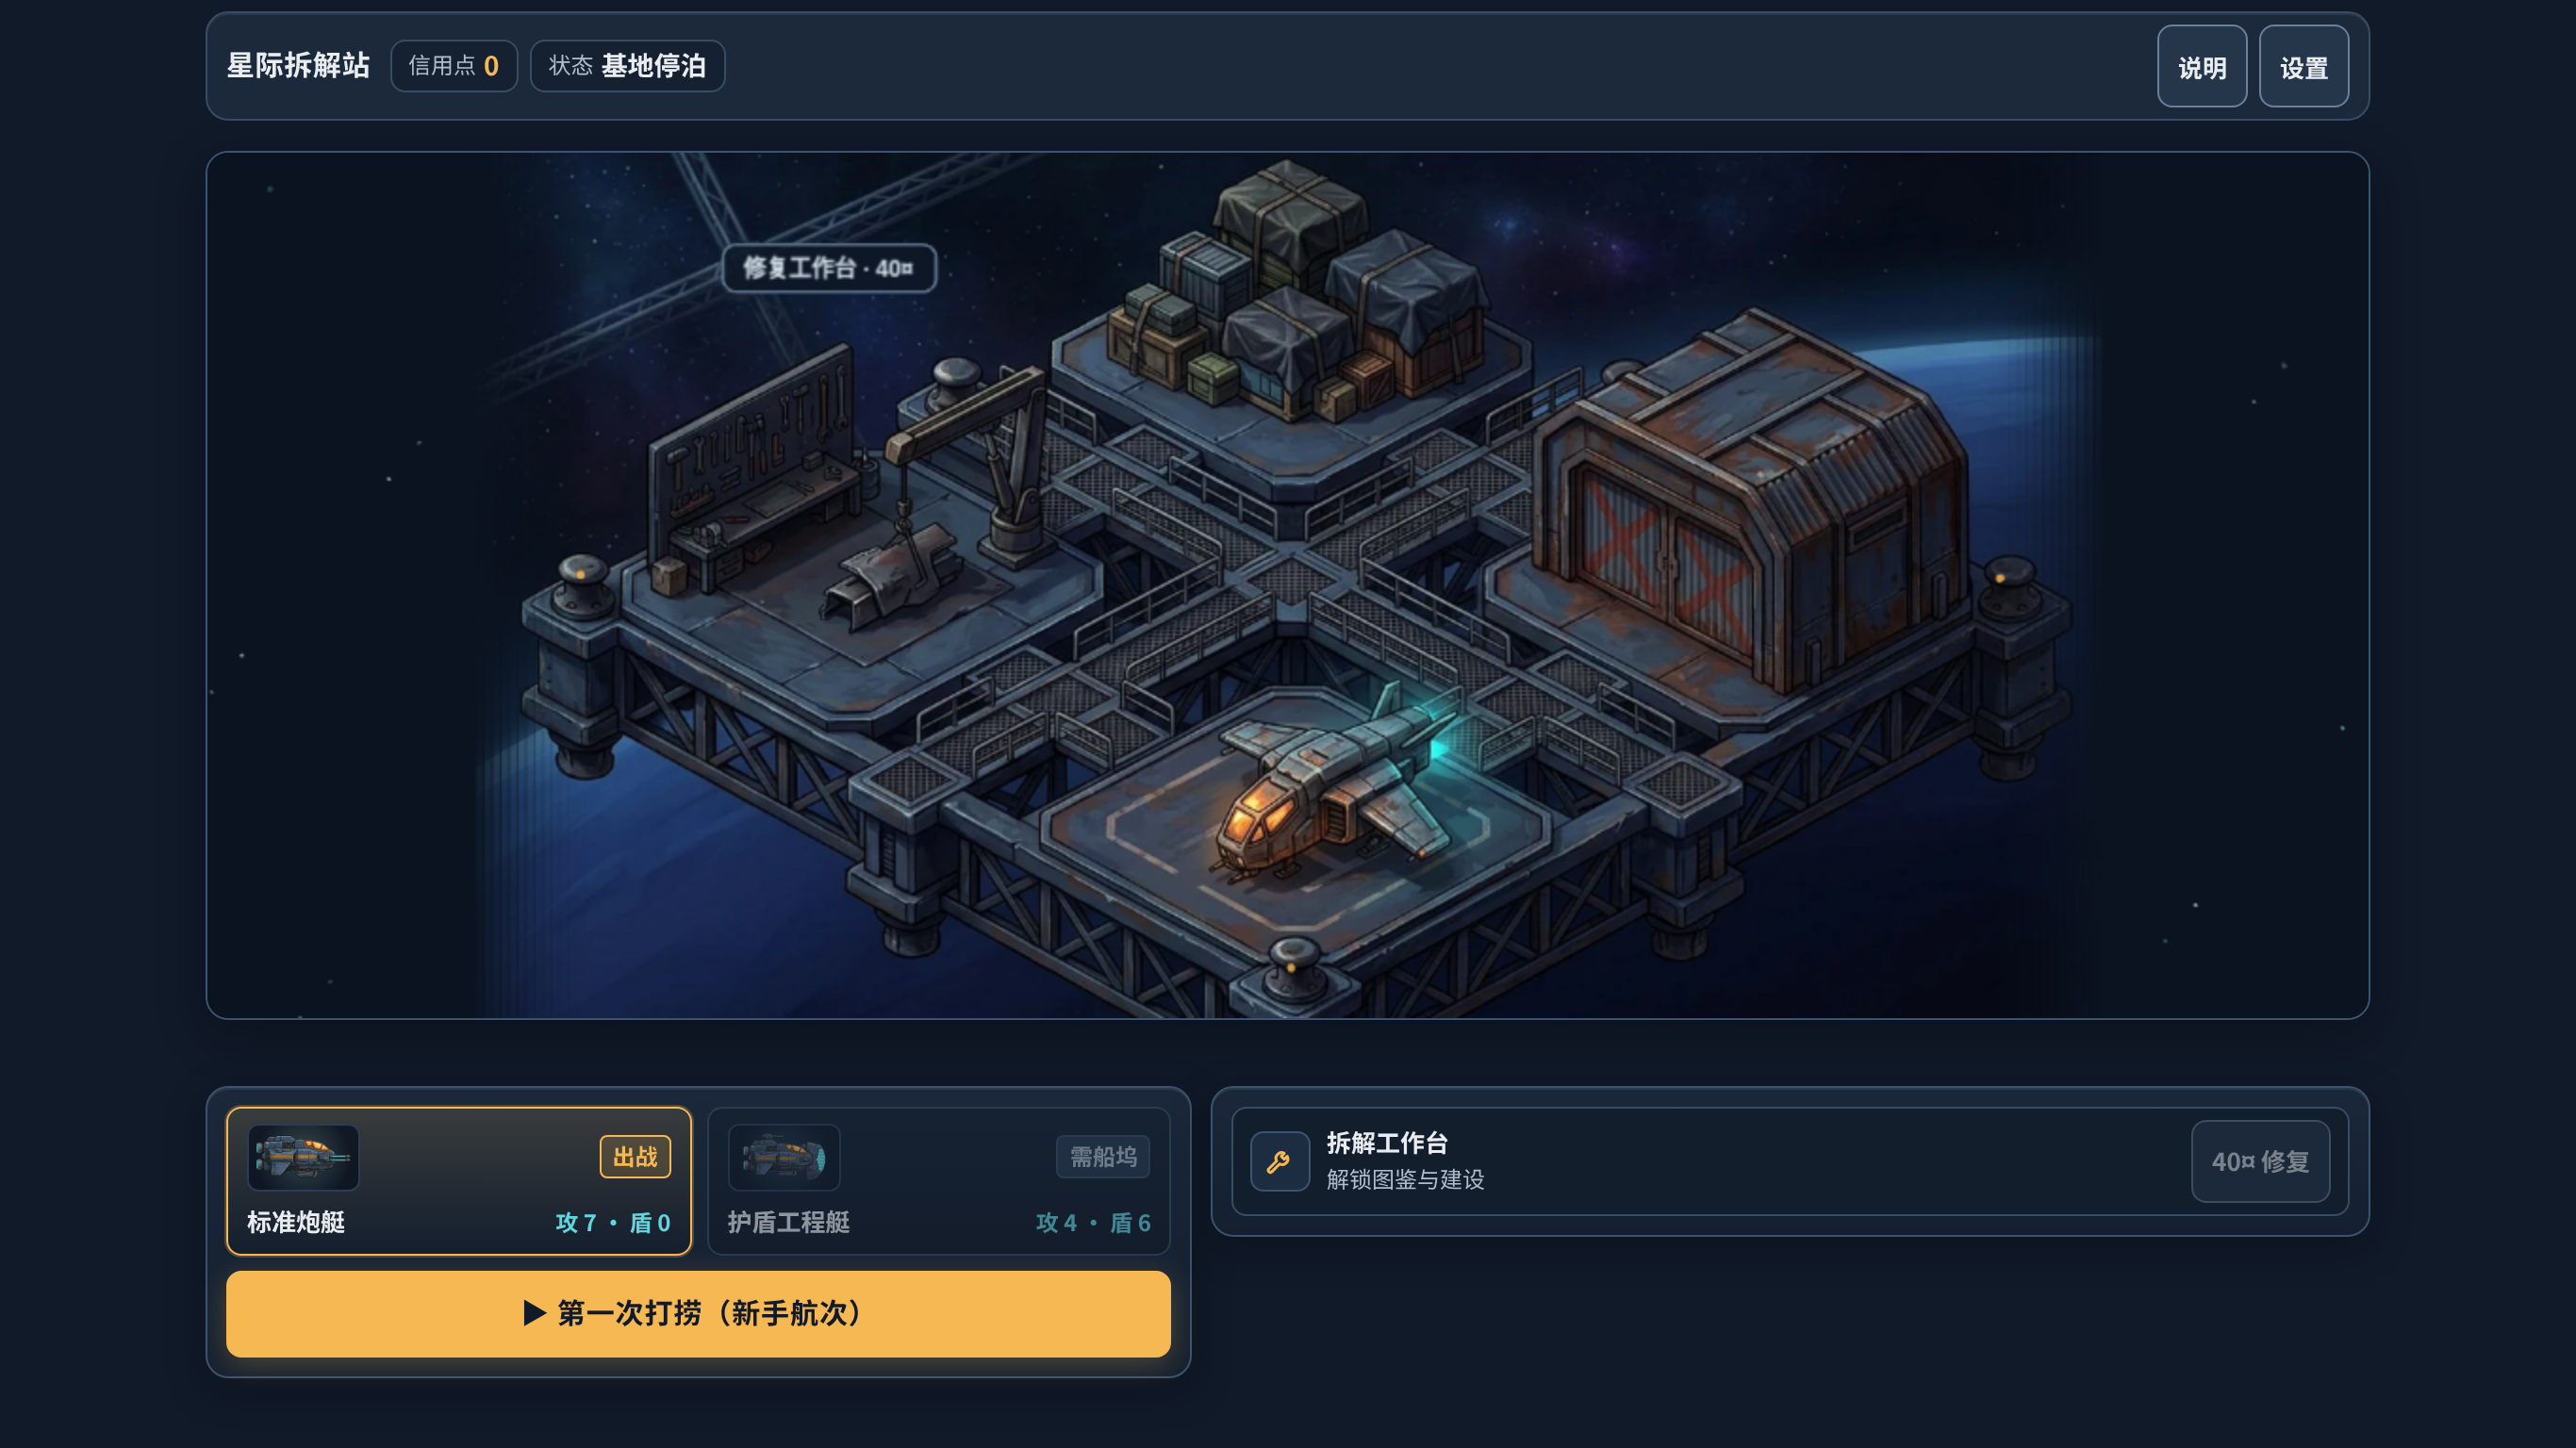 星际拆解站 信用点 0 状态 基地停泊 说明 设置
修复工作台 · 40¤
出战 需船坞
标准炮艇 攻 7 · 盾 0 护盾工程艇 攻 4 · 盾 6
▶ 第一次打捞（新手航次）
拆解工作台
解锁图鉴与建设
40¤ 修复